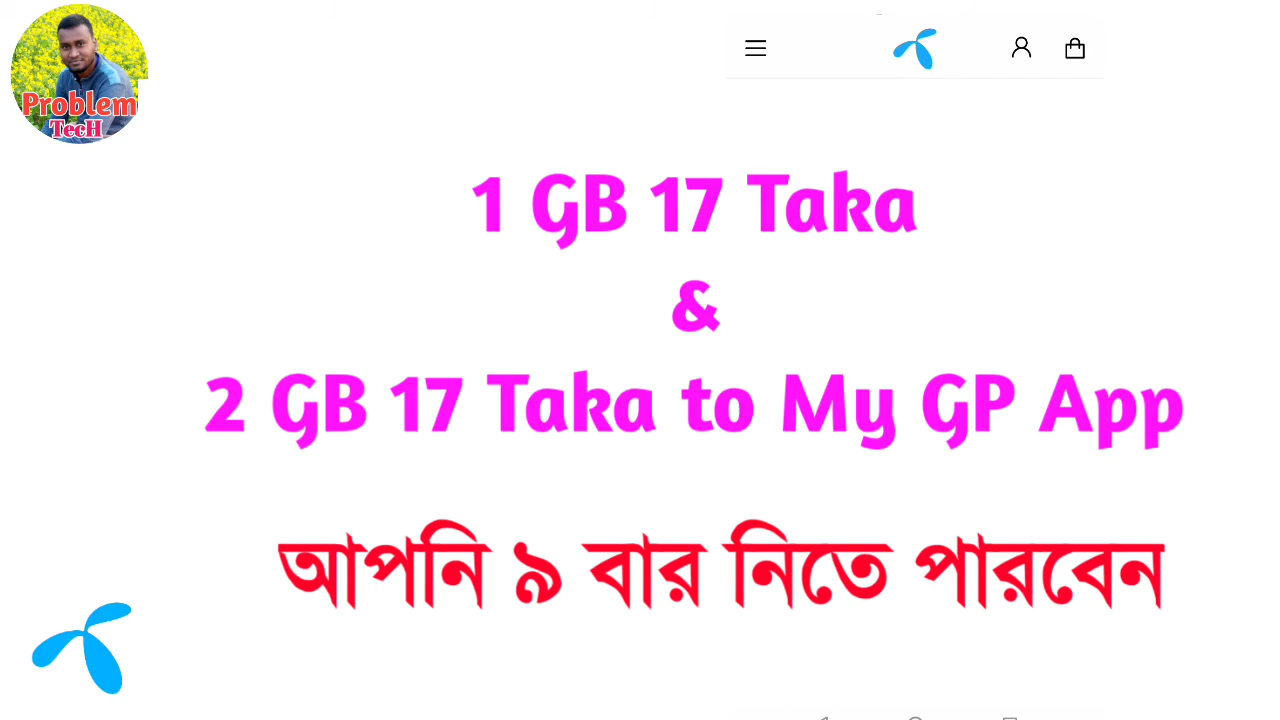 Problem
TecH
1 GB 17 Taka
&
2 GB 17 Taka to My GP App
আপনি ৯ বার নিতে পারবেন